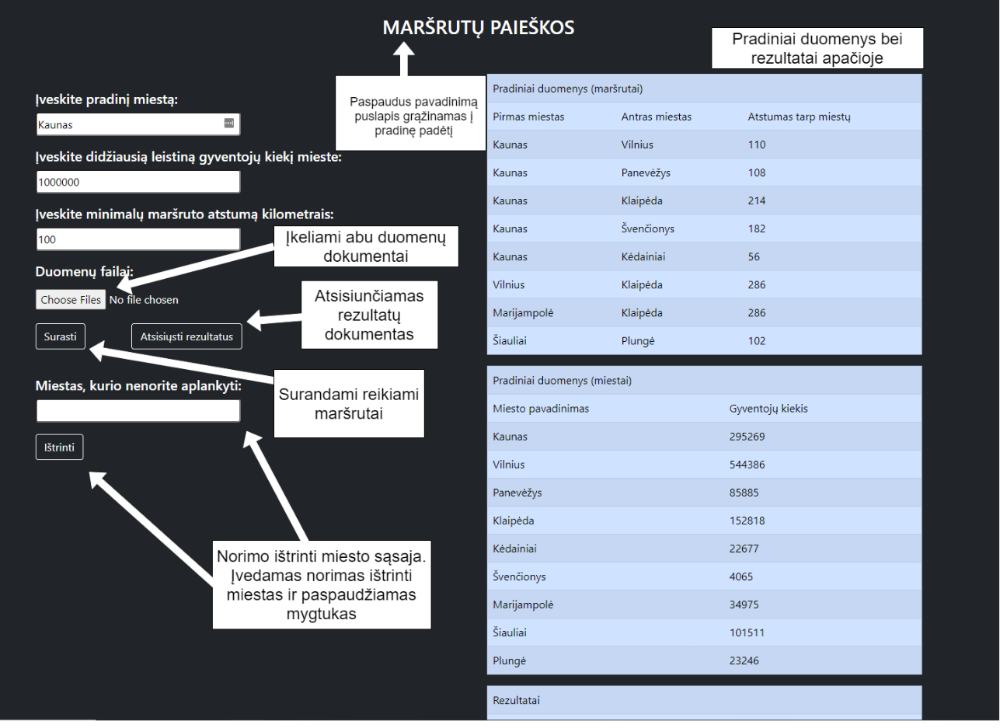 MARŠRUTŲ PAIEŠKOS
Paspaudus pavadinimą
puslapis grąžinamas į
pradinę padėtį
Įveskite pradinį miestą:
Kaunas
Įveskite didžiausią leistiną gyventojų kiekį mieste:
1000000
Įveskite minimalų maršruto atstumą kilometrais:
100
Įkeliami abu duomenų
dokumentai
Duomenų failai:
Choose Files No file chosen
Atsisiunčiamas
rezultatų
dokumentas
Surasti Atsisiųsti rezultatus
Surandami reikiami
maršrutai
Miestas, kurio nenorite aplankyti:
Ištrinti
Norimo ištrinti miesto sąsaja.
Įvedamas norimas ištrinti
miestas ir paspaudžiamas
mygtukas
Pradiniai duomenys bei
rezultatai apačioje
Pradiniai duomenys (maršrutai)
Pirmas miestas Antras miestas Atstumas tarp miestų
Kaunas Vilnius 110
Kaunas Panevėžys 108
Kaunas Klaipėda 214
Kaunas Švenčionys 182
Kaunas Kėdainiai 56
Vilnius Klaipėda 286
Marijampolė Klaipėda 286
Šiauliai Plungė 102
Pradiniai duomenys (miestai)
Miesto pavadinimas Gyventojų kiekis
Kaunas 295269
Vilnius 544386
Panevėžys 85885
Klaipėda 152818
Kėdainiai 22677
Švenčionys 4065
Marijampolė 34975
Šiauliai 101511
Plungė 23246
Rezultatai